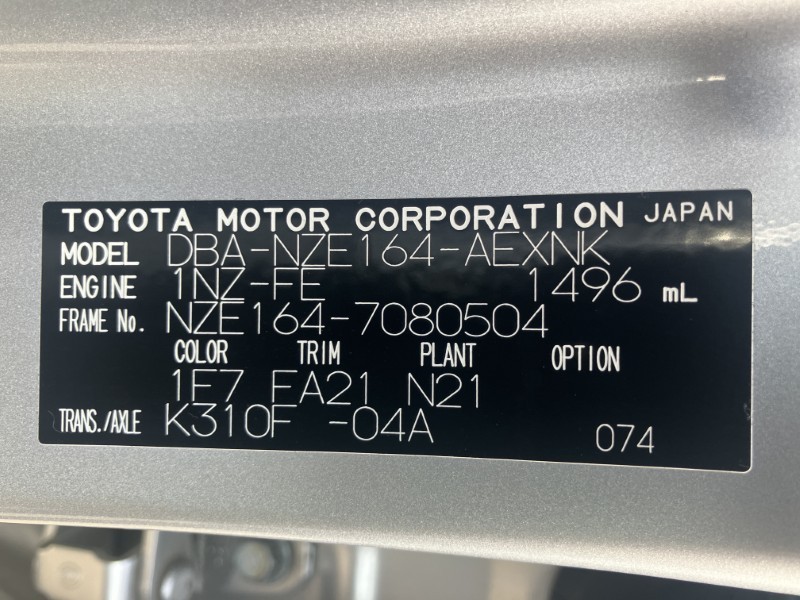 TOYOTA MOTOR CORPORATION JAPAN
MODEL DBA-NZE164-AEXNK
ENGINE 1NZ-FE 1496 mL
FRAME No. NZE164-7080504
COLOR TRIM PLANT OPTION
1F7 FA21 N21
TRANS./AXLE K310F -04A 074